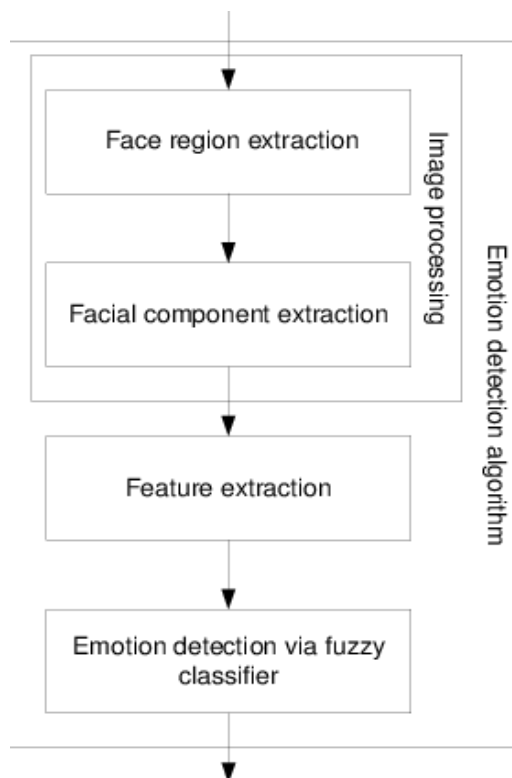 Face region extraction
Image processing
Facial component extraction
Emotion detection algorithm
Feature extraction
Emotion detection via fuzzy
classifier